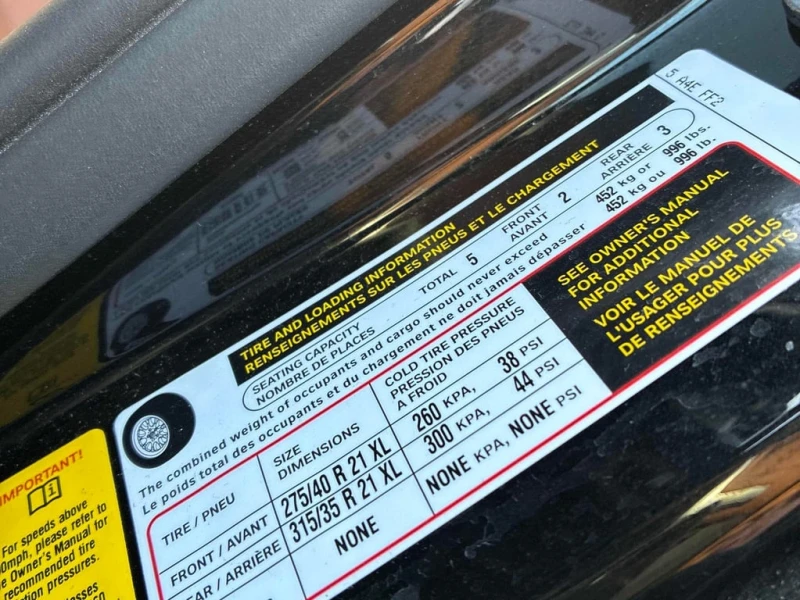 5 A4E FF2
TIRE AND LOADING INFORMATION
RENSEIGNEMENTS SUR LES PNEUS ET LE CHARGEMENT
SEATING CAPACITY
NOMBRE DE PLACES
TOTAL 5
FRONT
AVANT
2
REAR
ARRIÈRE
3
The combined weight of occupants and cargo should never exceed 452 kg or 996 lbs.
Le poids total des occupants et du chargement ne doit jamais dépasser 452 kg ou 996 lb.
TIRE / PNEU
SIZE
DIMENSIONS
COLD TIRE PRESSURE
PRESSION DES PNEUS
A FROID
FRONT / AVANT 275/40 R 21 XL 260 KPA, 38 PSI
ARRIÈRE 315/35 R 21 XL 300 KPA, 44 PSI
NONE NONE KPA, NONE PSI
SEE OWNER'S MANUAL
FOR ADDITIONAL
INFORMATION
VOIR LE MANUEL DE
L'USAGER POUR PLUS
DE RENSEIGNEMENTS
IMPORTANT!
For speeds above
mph, please refer to
Owner's Manual for
recommended tire
pressures.